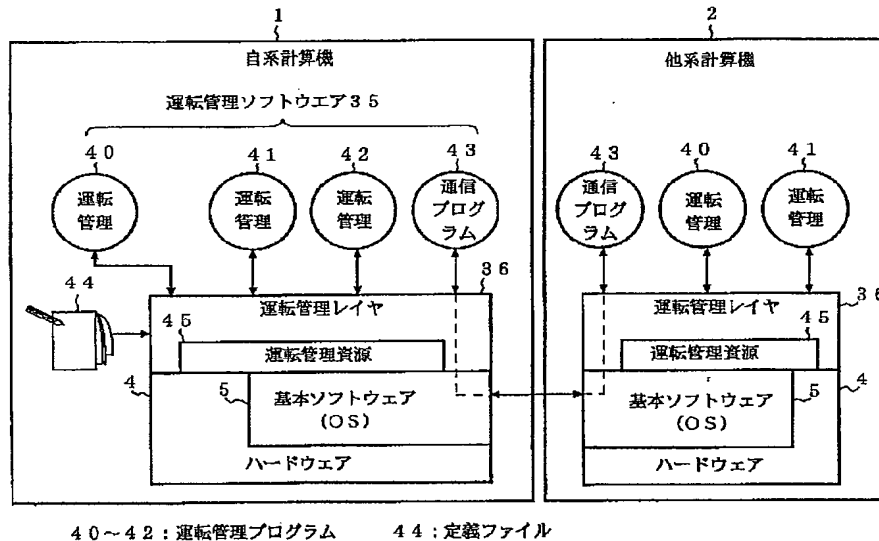 1
自系計算機
運転管理ソフトウエア35
40
41
42
43
運転
管理
運転
管理
運転
管理
通信
プログ
ラム
44
36
運転管理レイヤ
45
運転管理資源
4
5
基本ソフトウェア
(OS)
ハードウェア
2
他系計算機
43
40
41
通信
プログ
ラム
運転
管理
運転
管理
36
運転管理レイヤ
45
運転管理資源
4
基本ソフトウェア
(OS)
5
ハードウェア
40~42:運転管理プログラム
44:定義ファイル